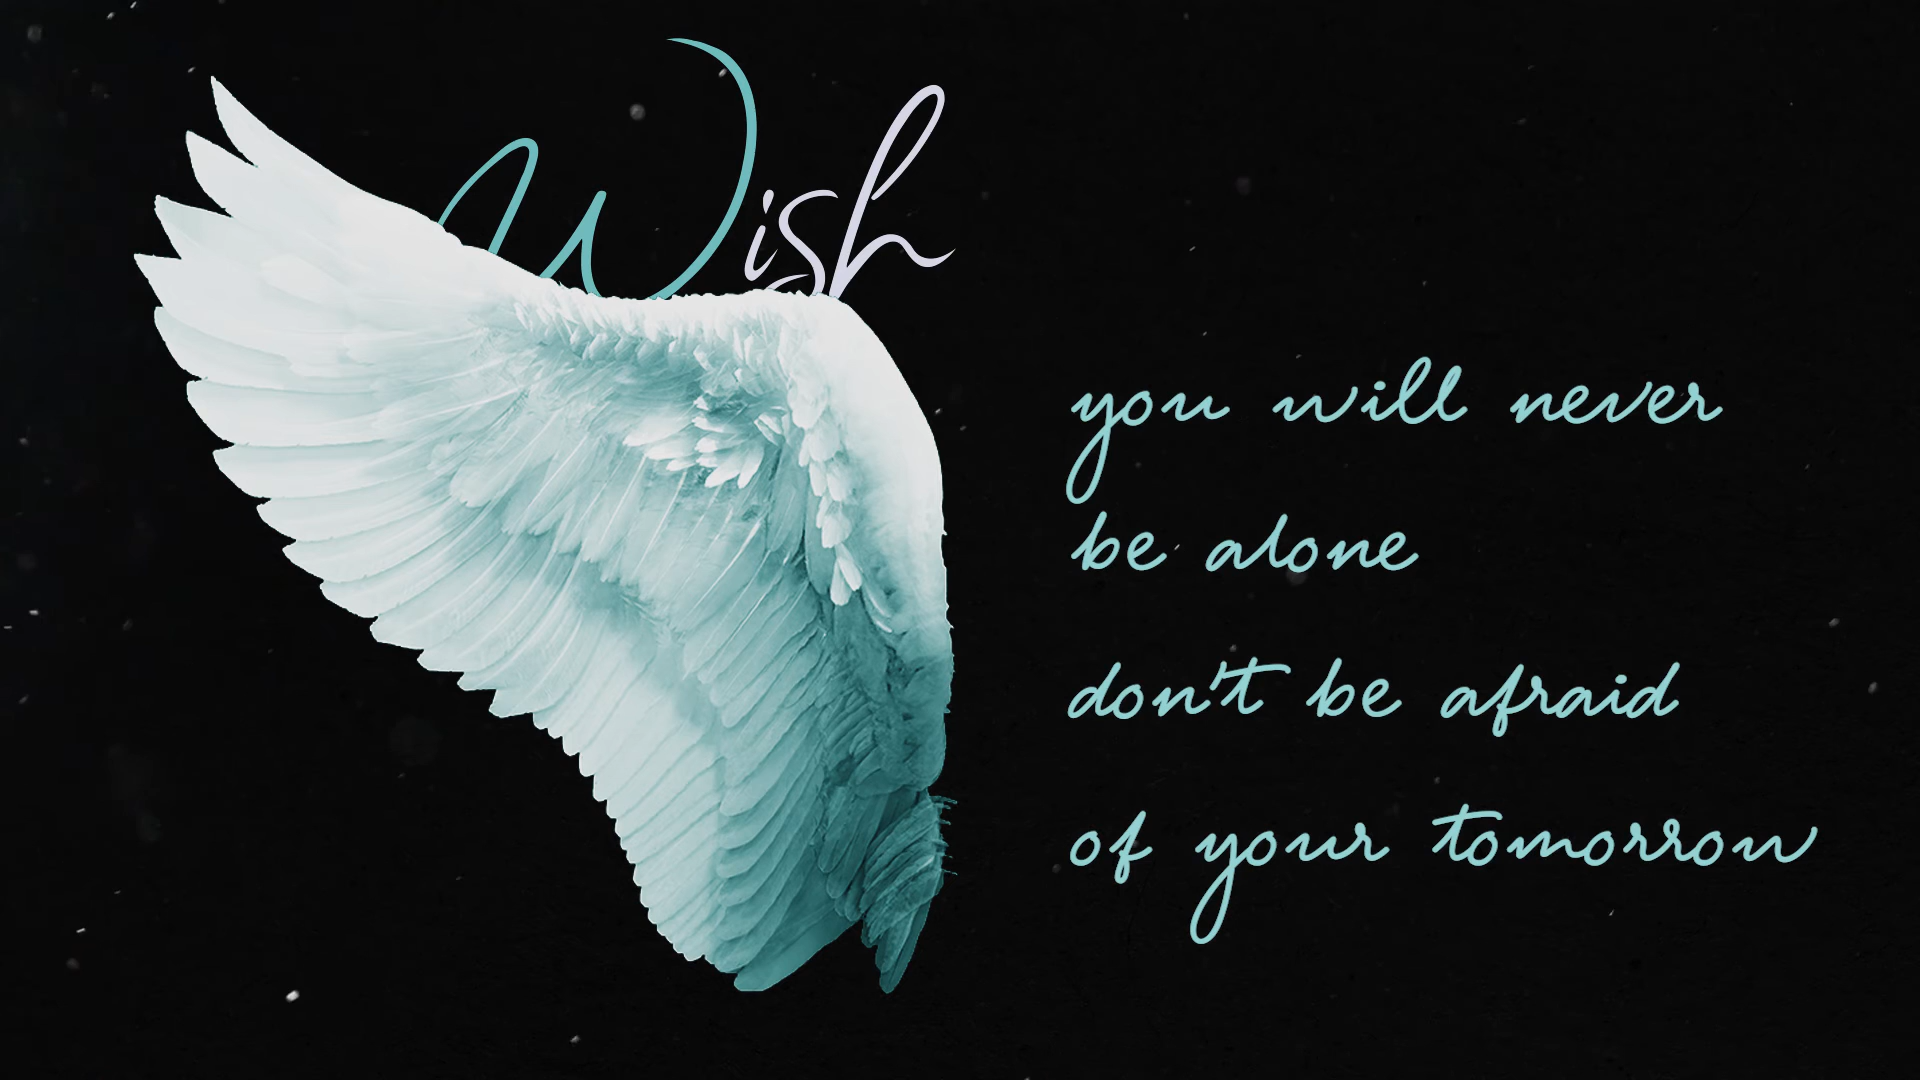 Wish
you will never
be alone
don't be afraid
of your tomorrow